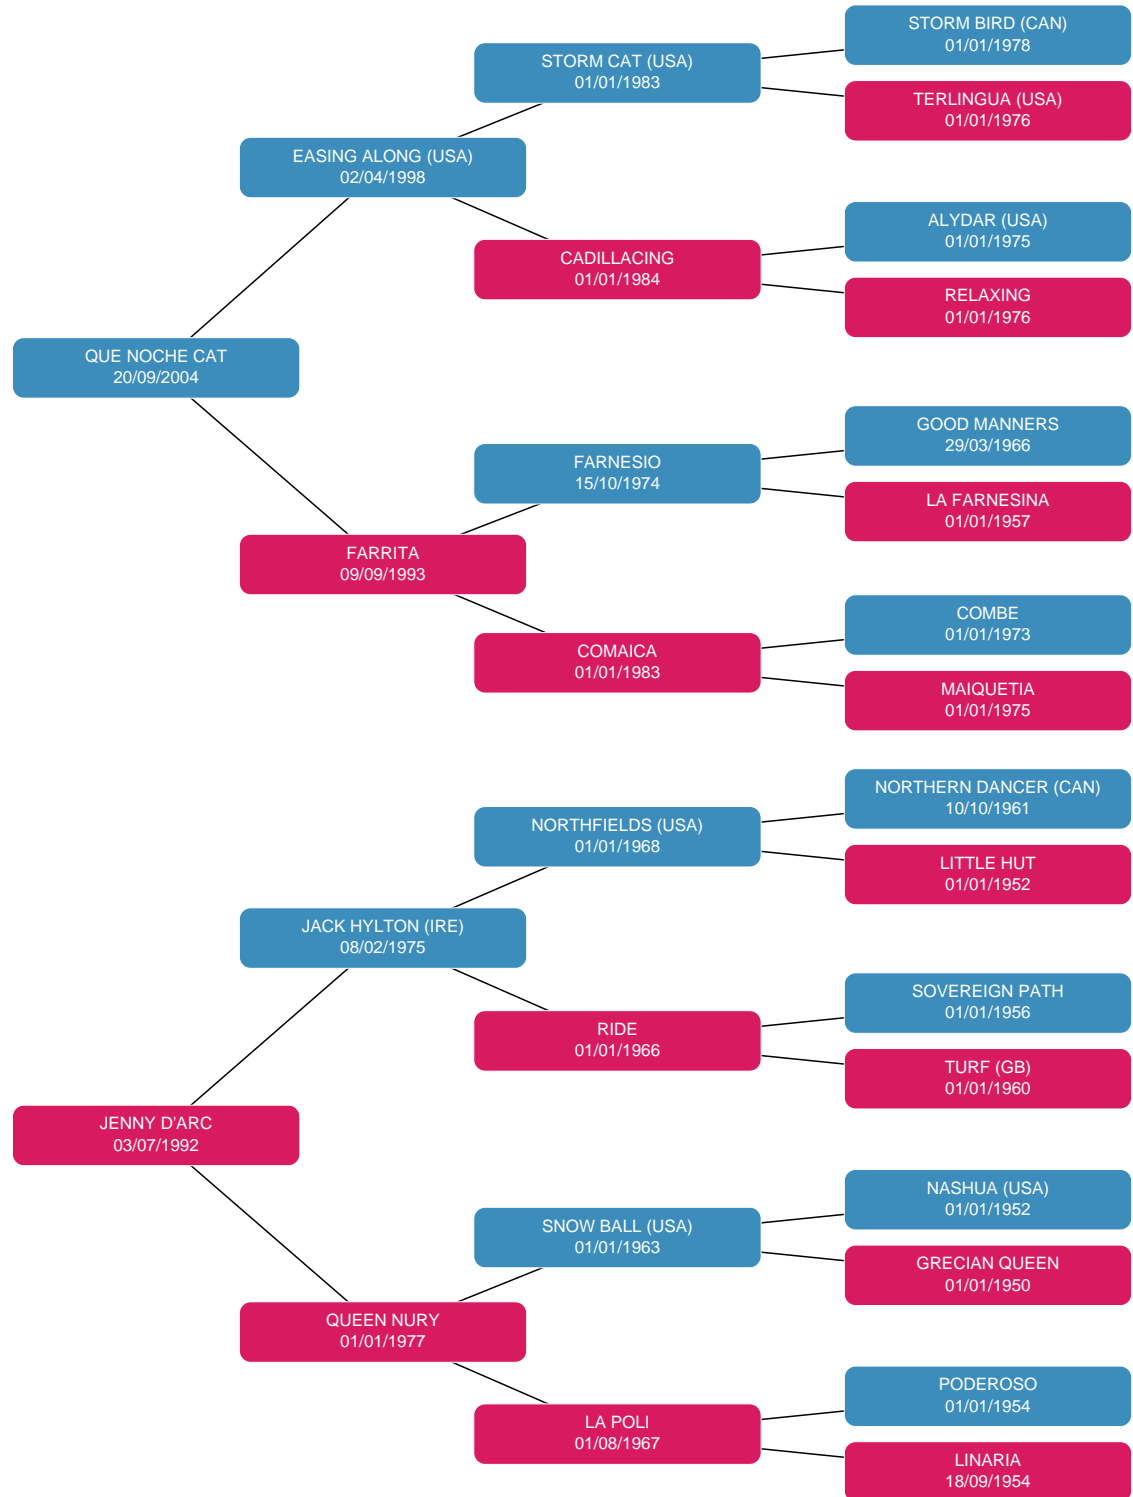 STORM BIRD (CAN)
01/01/1978
STORM CAT (USA)
01/01/1983
TERLINGUA (USA)
01/01/1976
EASING ALONG (USA)
02/04/1998
ALYDAR (USA)
01/01/1975
CADILLACING
01/01/1984
RELAXING
01/01/1976
QUE NOCHE CAT
20/09/2004
GOOD MANNERS
29/03/1966
FARNESIO
15/10/1974
LA FARNESINA
01/01/1957
FARRITA
09/09/1993
COMBE
01/01/1973
COMAICA
01/01/1983
MAIQUETIA
01/01/1975
NORTHERN DANCER (CAN)
10/10/1961
NORTHFIELDS (USA)
01/01/1968
LITTLE HUT
01/01/1952
JACK HYLTON (IRE)
08/02/1975
SOVEREIGN PATH
01/01/1956
RIDE
01/01/1966
TURF (GB)
01/01/1960
JENNY D'ARC
03/07/1992
NASHUA (USA)
01/01/1952
SNOW BALL (USA)
01/01/1963
GRECIAN QUEEN
01/01/1950
QUEEN NURY
01/01/1977
PODEROSO
01/01/1954
LA POLI
01/08/1967
LINARIA
18/09/1954